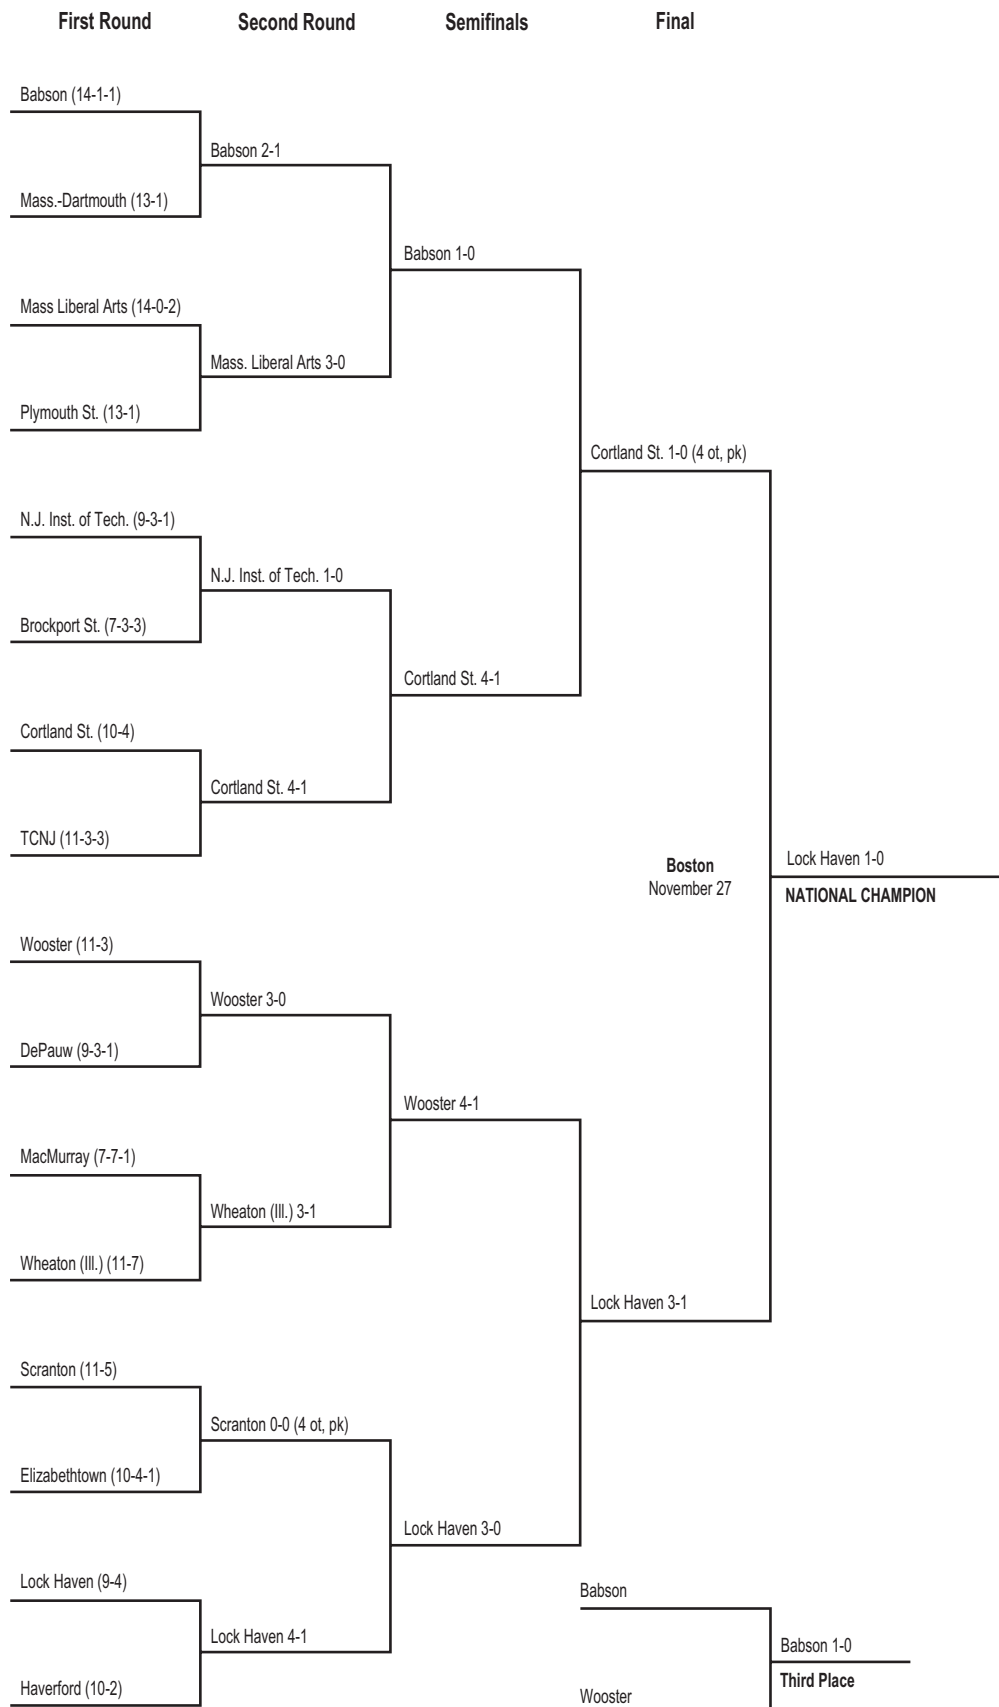 First Round
Second Round
Semifinals
Final
Babson (14-1-1)
Babson 2-1
Mass.-Dartmouth (13-1)
Babson 1-0
Mass Liberal Arts (14-0-2)
Mass. Liberal Arts 3-0
Plymouth St. (13-1)
Cortland St. 1-0 (4 ot, pk)
N.J. Inst. of Tech. (9-3-1)
N.J. Inst. of Tech. 1-0
Brockport St. (7-3-3)
Cortland St. 4-1
Cortland St. (10-4)
Cortland St. 4-1
TCNJ (11-3-3)
Boston
November 27
Lock Haven 1-0
NATIONAL CHAMPION
Wooster (11-3)
Wooster 3-0
DePauw (9-3-1)
Wooster 4-1
MacMurray (7-7-1)
Wheaton (Ill.) 3-1
Wheaton (Ill.) (11-7)
Lock Haven 3-1
Scranton (11-5)
Scranton 0-0 (4 ot, pk)
Elizabethtown (10-4-1)
Lock Haven 3-0
Lock Haven (9-4)
Lock Haven 4-1
Haverford (10-2)
Babson
Babson 1-0
Third Place
Wooster